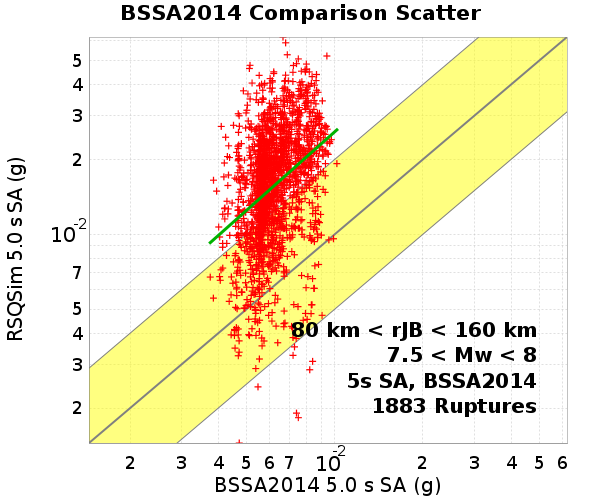 BSSA2014 Comparison Scatter
RSQSim 5.0 s SA (g)
5
4
3
2
10-2
7
5
4
3
2
80 km < rJB < 160 km
7.5 < Mw < 8
5s SA, BSSA2014
1883 Ruptures
2 3 4 5 6 7 10-2 2 3 4 5 6
BSSA2014 5.0 s SA (g)